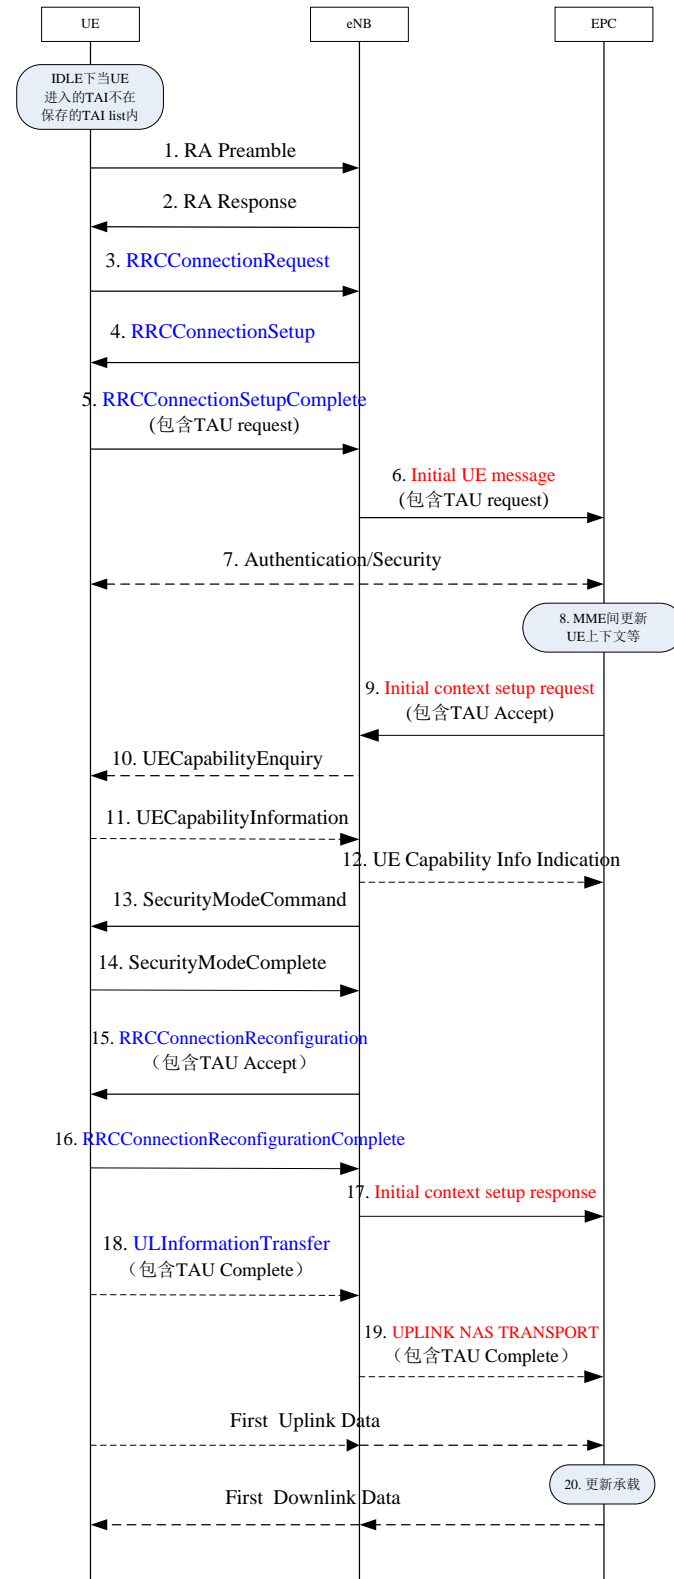 UE
eNB
EPC
IDLE下当UE
进入的TAI不在
保存的TAI list内
1. RA Preamble
2. RA Response
3. RRCConnectionRequest
4. RRCConnectionSetup
5. RRCConnectionSetupComplete
(包含TAU request)
6. Initial UE message
(包含TAU request)
7. Authentication/Security
8. MME间更新
UE上下文等
9. Initial context setup request
(包含TAU Accept)
10. UECapabilityEnquiry
11. UECapabilityInformation
12. UE Capability Info Indication
13. SecurityModeCommand
14. SecurityModeComplete
15. RRCConnectionReconfiguration
（包含TAU Accept）
16. RRCConnectionReconfigurationComplete
17. Initial context setup response
18. ULInformationTransfer
（包含TAU Complete）
19. UPLINK NAS TRANSPORT
（包含TAU Complete）
First Uplink Data
20. 更新承载
First Downlink Data